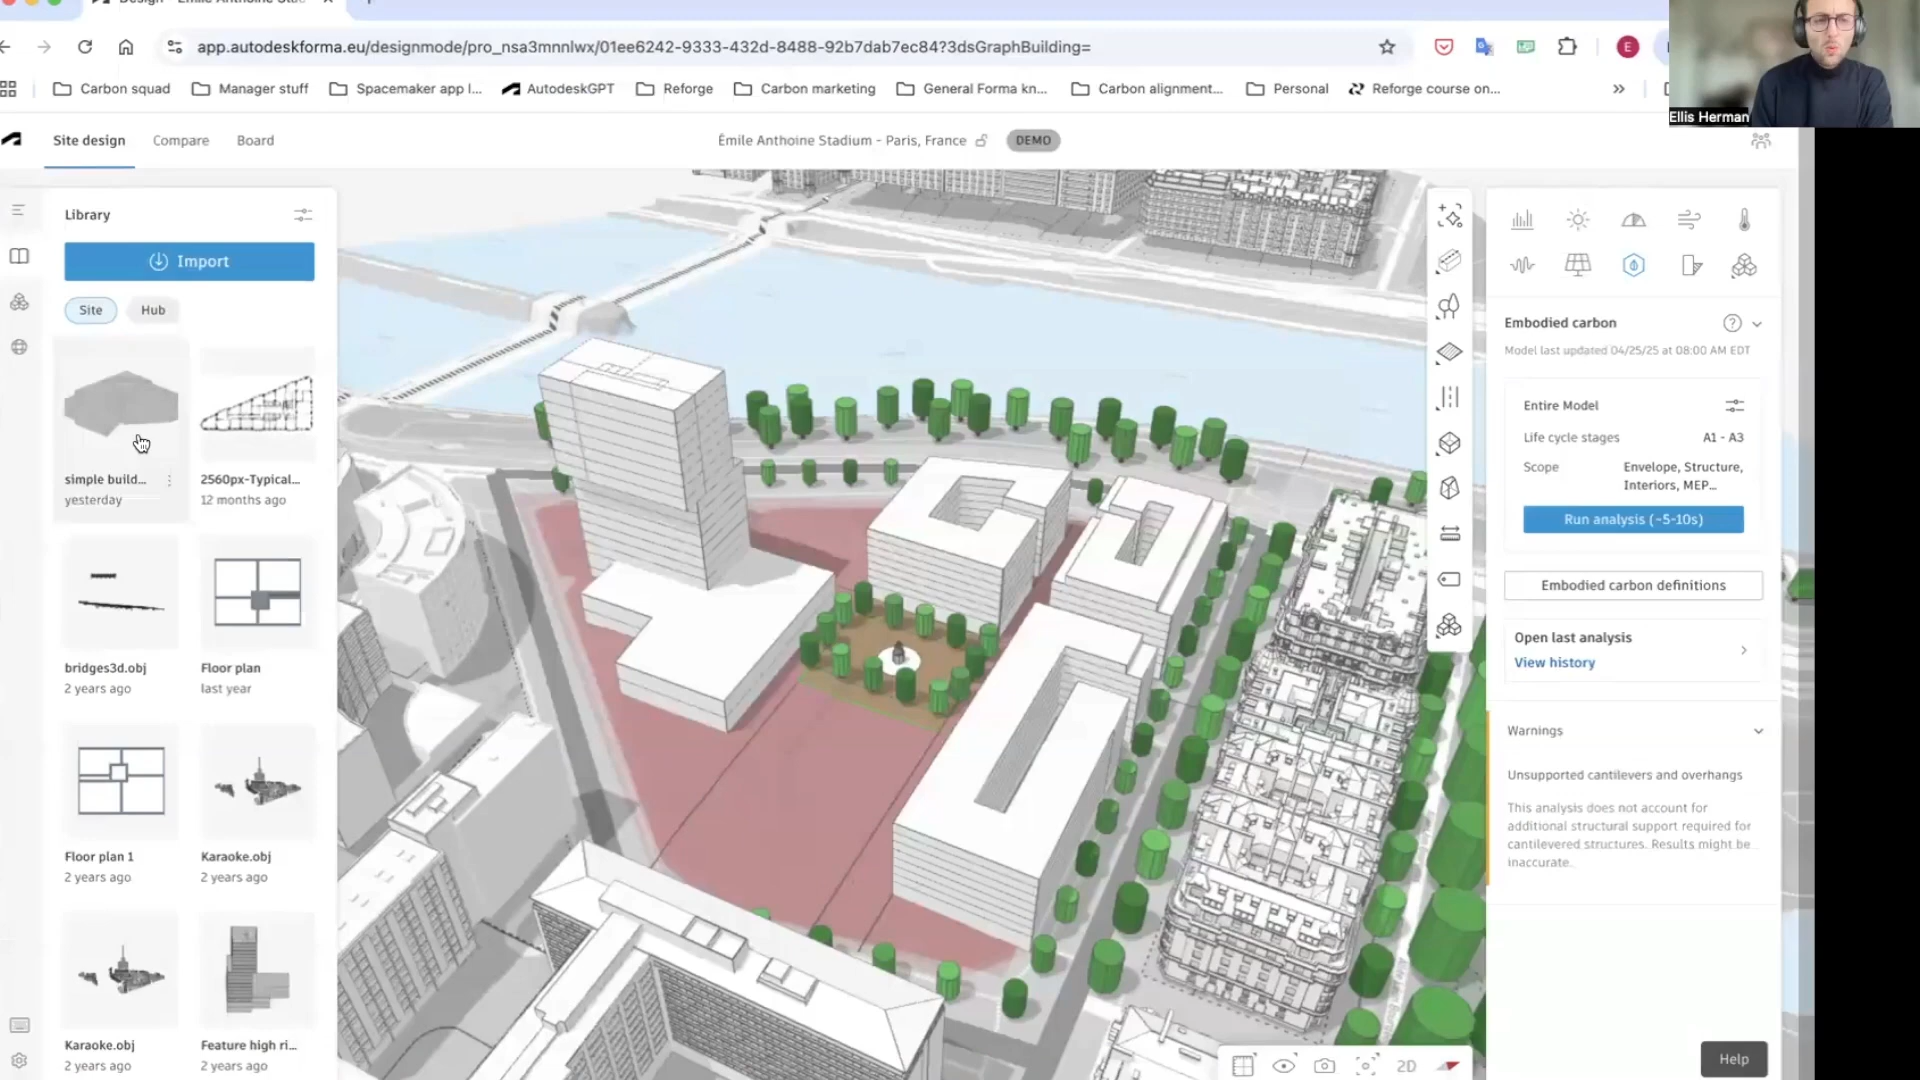 Design - Émile Anthoine Stad
app.autodeskforma.eu/designmode/pro_nsa3mnnlwx/01ee6242-9333-432d-8488-92b7dab7ec84?3dsGraphBuilding=
E
Carbon squad
Manager stuff
Spacemaker app l...
AutodeskGPT
Reforge
Carbon marketing
General Forma kn...
Carbon alignment...
Personal
Reforge course on...
»
Ellis Herman
Site design
Compare
Board
Émile Anthoine Stadium - Paris, France
DEMO
Library
Import
Site
Hub
simple build...
yesterday
2560px-Typical...
12 months ago
bridges3d.obj
2 years ago
Floor plan
last year
Floor plan 1
2 years ago
Karaoke.obj
2 years ago
Karaoke.obj
2 years ago
Feature high ri...
2 years ago
Embodied carbon
Model last updated 04/25/25 at 08:00 AM EDT
Entire Model
Life cycle stages
A1 - A3
Scope
Envelope, Structure,
Interiors, MEP...
Run analysis (~5-10s)
Embodied carbon definitions
Open last analysis
View history
Warnings
Unsupported cantilevers and overhangs
This analysis does not account for
additional structural support required for
cantilevered structures. Results might be
inaccurate.
2D
Help